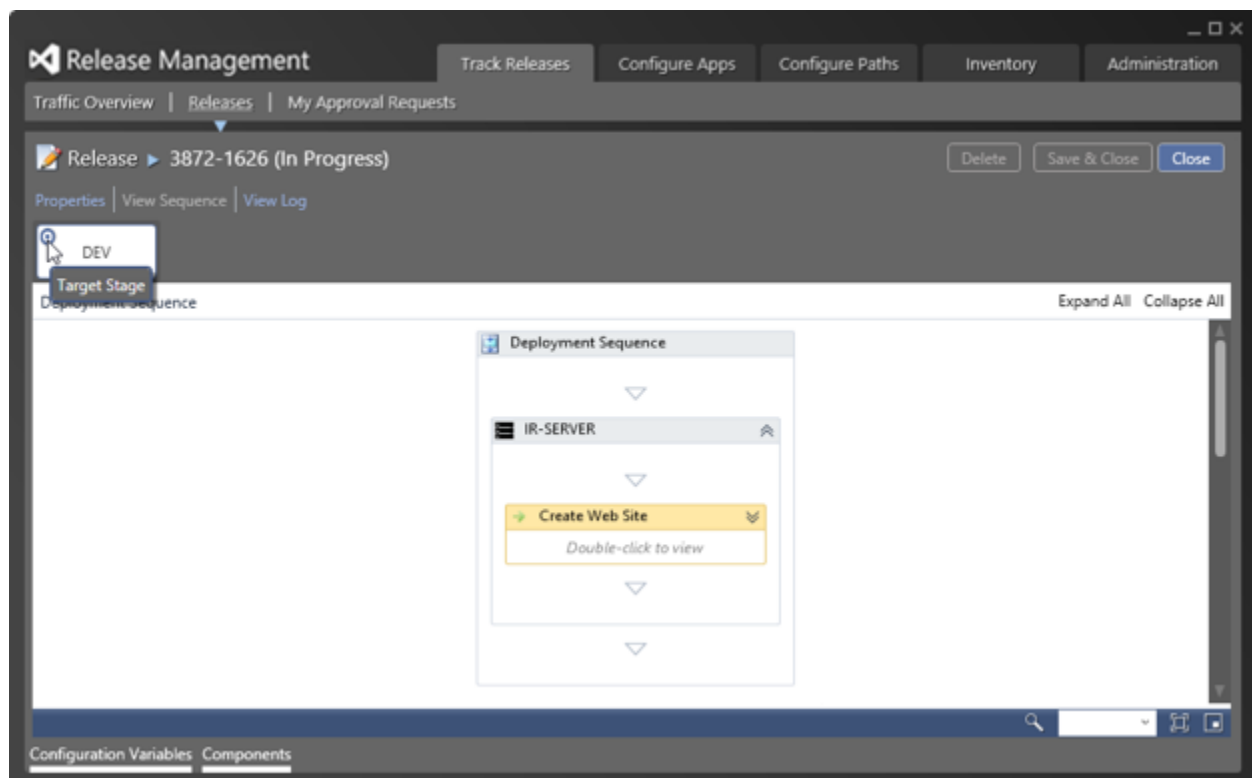 Release Management
Track Releases Configure Apps Configure Paths Inventory Administration
Traffic Overview | Releases | My Approval Requests
Release ▶ 3872-1626 (In Progress)
Delete Save & Close Close
Properties | View Sequence | View Log
DEV
Target Stage
Deployment Sequence
Expand All Collapse All
Deployment Sequence
IR-SERVER
Create Web Site
Double-click to view
Configuration Variables Components